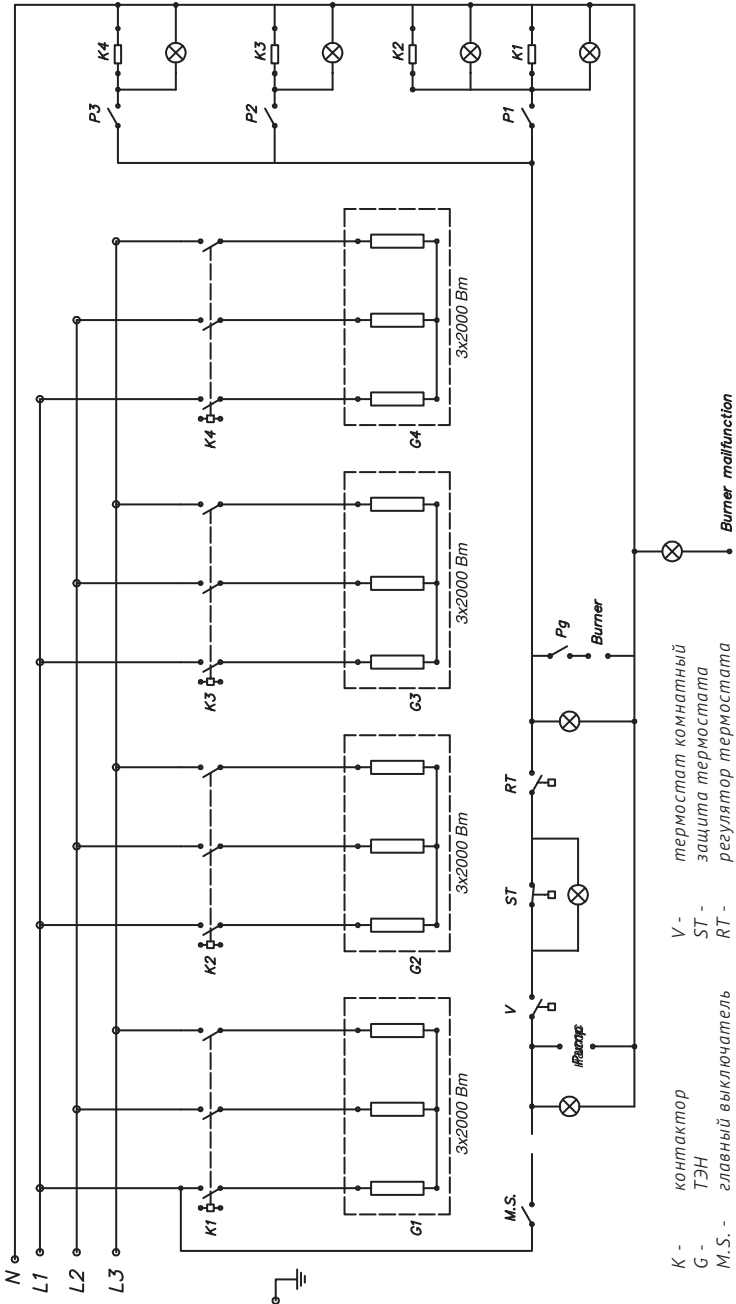 N
L1
L2
L3
K1
K2
K3
K4
G1
G2
G3
G4
3x2000 Вт
3x2000 Вт
3x2000 Вт
3x2000 Вт
P3
K4
P2
K3
K2
P1
K1
M.S.
V
ST
RT
Pg
Burner
Burner mailfunction
K - контактор
G - ТЭН
M.S. - главный выключатель
V - термостат комнатный
ST - защита термостата
RT - регулятор термостата